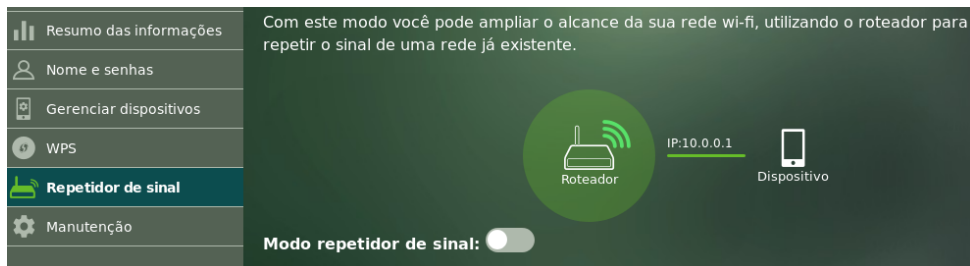 Resumo das informações
Nome e senhas
Gerenciar dispositivos
WPS
Repetidor de sinal
Manutenção
Com este modo você pode ampliar o alcance da sua rede wi-fi, utilizando o roteador para
repetir o sinal de uma rede já existente.
IP:10.0.0.1
Roteador
Dispositivo
Modo repetidor de sinal: